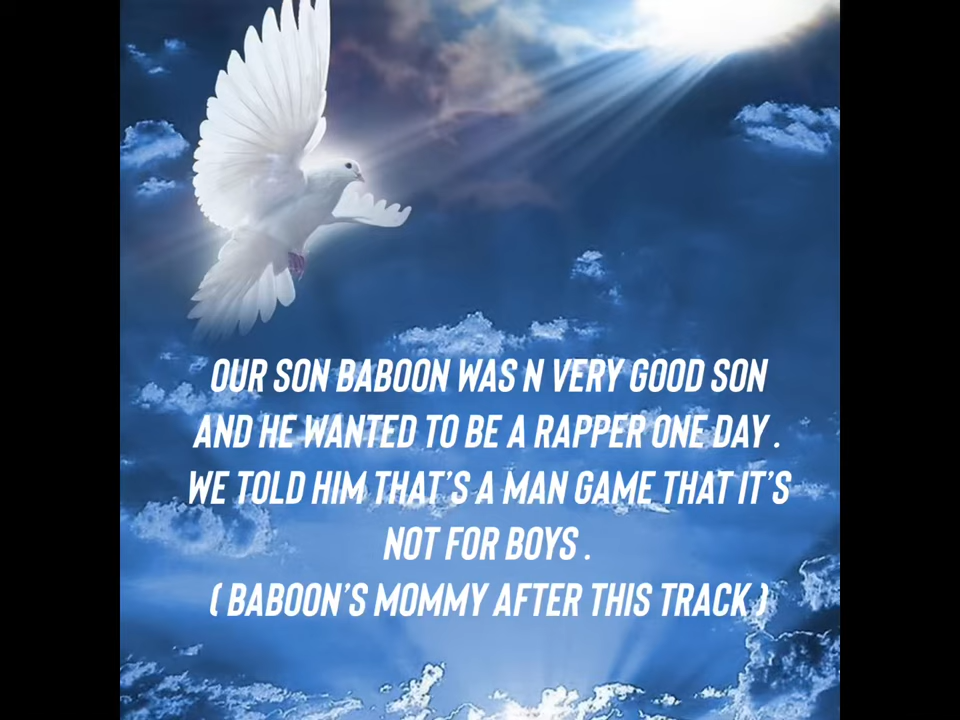 OUR SON BABOON WAS N VERY GOOD SON
AND HE WANTED TO BE A RAPPER ONE DAY .
WE TOLD HIM THAT'S A MAN GAME THAT IT'S
NOT FOR BOYS .
( BABOON'S MOMMY AFTER THIS TRACK )